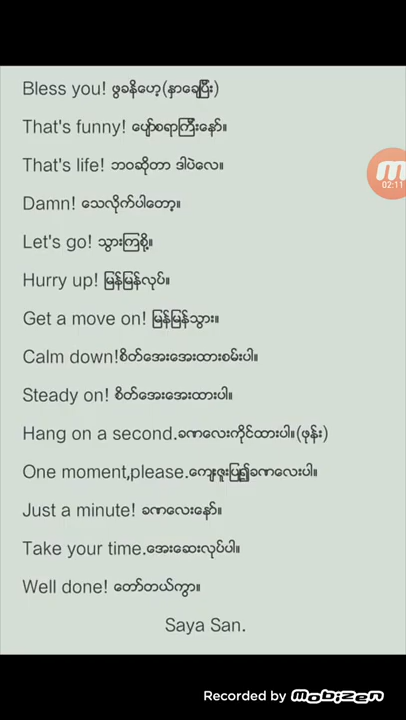 Bless you! ဖွခနိဟေ့(နှာချေပြီး)
That's funny! ပျော်စရာကြီးနော်။
That's life! ဘဝဆိုတာ ဒါပဲလေ။
Damn! သေလိုက်ပါတော့။
Let's go! သွားကြစို့။
Hurry up! မြန်မြန်လုပ်။
Get a move on! မြန်မြန်သွား။
Calm down!စိတ်အေးအေးထားစမ်းပါ။
Steady on! စိတ်အေးအေးထားပါ။
Hang on a second.ခဏလေးကိုင်ထားပါ။(ဖုန်း)
One moment,please.ကျေးဇူးပြု၍ခဏလေးပါ။
Just a minute! ခဏလေးနော်။
Take your time.အေးဆေးလုပ်ပါ။
Well done! တော်တယ်ကွာ။
Saya San.
02:11
Recorded by Mobizen